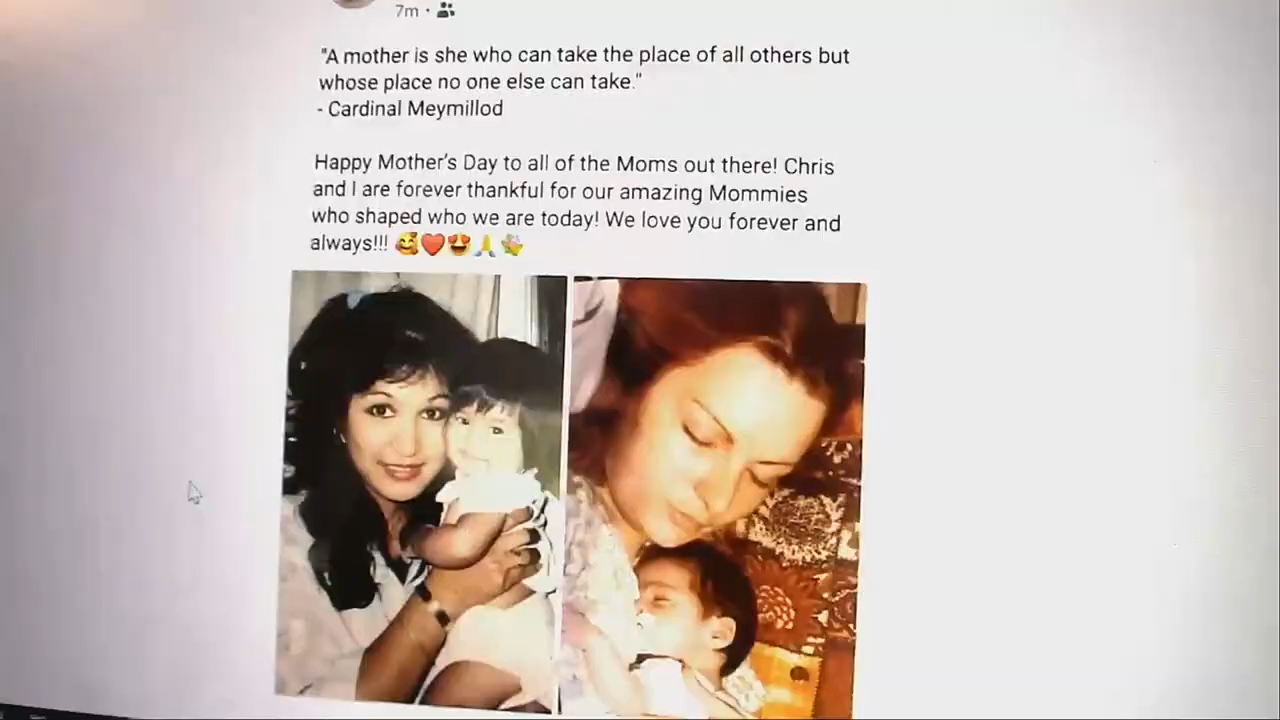 7m ·
"A mother is she who can take the place of all others but
whose place no one else can take."
- Cardinal Meymillod
Happy Mother's Day to all of the Moms out there! Chris
and I are forever thankful for our amazing Mommies
who shaped who we are today! We love you forever and
always!!! 🥰❤️😍🙏💐